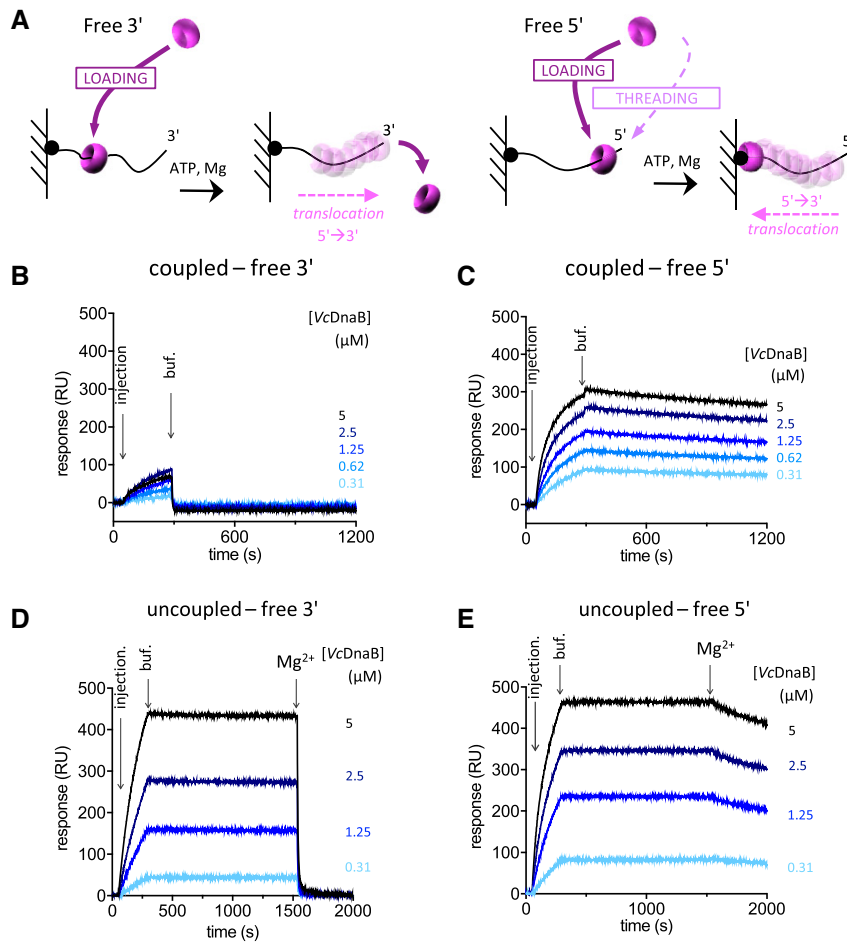 A
Free 3'
LOADING
3'
ATP, Mg
3'
translocation
5'→3'
Free 5'
LOADING
THREADING
5'
ATP, Mg
5'
5'→3'
translocation
B
coupled – free 3'
[VcDnaB]
(µM)
injection
buf.
500
400
300
200
100
0
response (RU)
5
2.5
1.25
0.62
0.31
0
600
1200
time (s)
C
coupled – free 5'
injection
buf.
[VcDnaB]
(µM)
500
400
300
200
100
0
response (RU)
5
2.5
1.25
0.62
0.31
0
600
1200
time (s)
D
uncoupled – free 3'
injection.
buf.
Mg2+
[VcDnaB]
(µM)
500
400
300
200
100
0
response (RU)
5
2.5
1.25
0.31
0
500
1000
1500
2000
time (s)
E
uncoupled – free 5'
injection.
buf.
Mg2+
[VcDnaB]
(µM)
500
400
300
200
100
0
response (RU)
5
2.5
1.25
0.31
0
1000
2000
time (s)